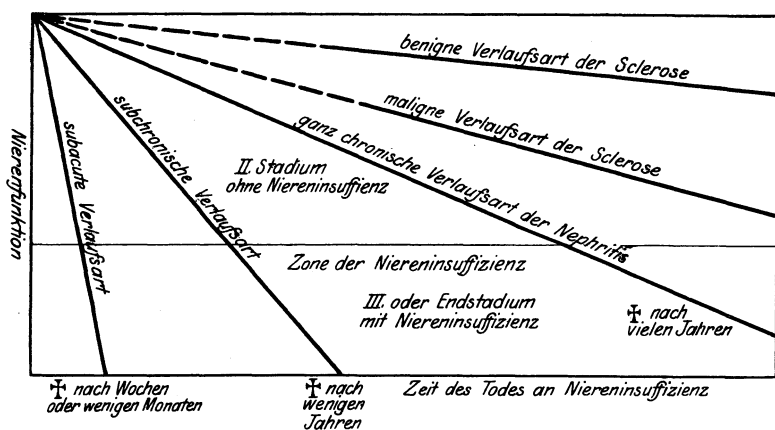 benigne Verlaufsart der Sclerose
maligne Verlaufsart der Sclerose
ganz chronische Verlaufsart der Nephritis
subchronische Verlaufsart
subacute Verlaufsart
Nierenfunktion
II. Stadium
ohne Niereninsuffienz
Zone der Niereninsuffizienz
III. oder Endstadium
mit Niereninsuffizienz
✠ nach
vielen Jahren
✠ nach Wochen
oder wenigen Monaten
✠ nach
wenigen
Jahren
Zeit des Todes an Niereninsuffizienz